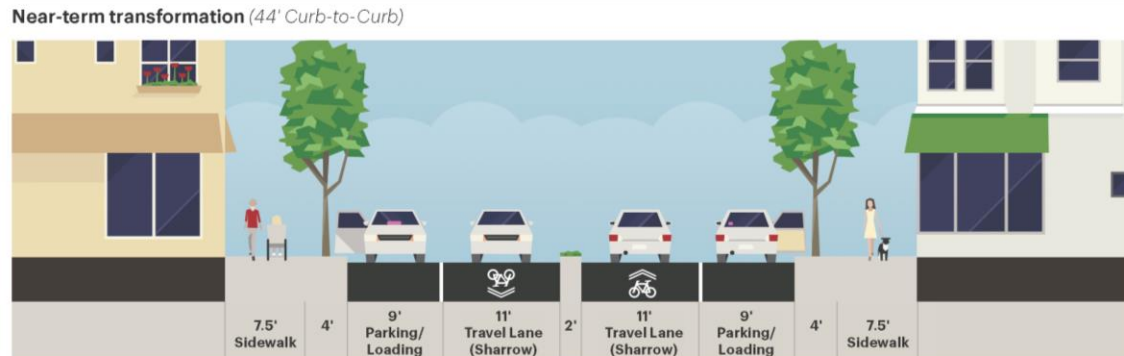 Near-term transformation (44' Curb-to-Curb)
7.5'
Sidewalk
4'
9'
Parking/
Loading
11'
Travel Lane
(Sharrow)
2'
11'
Travel Lane
(Sharrow)
9'
Parking/
Loading
4'
7.5'
Sidewalk